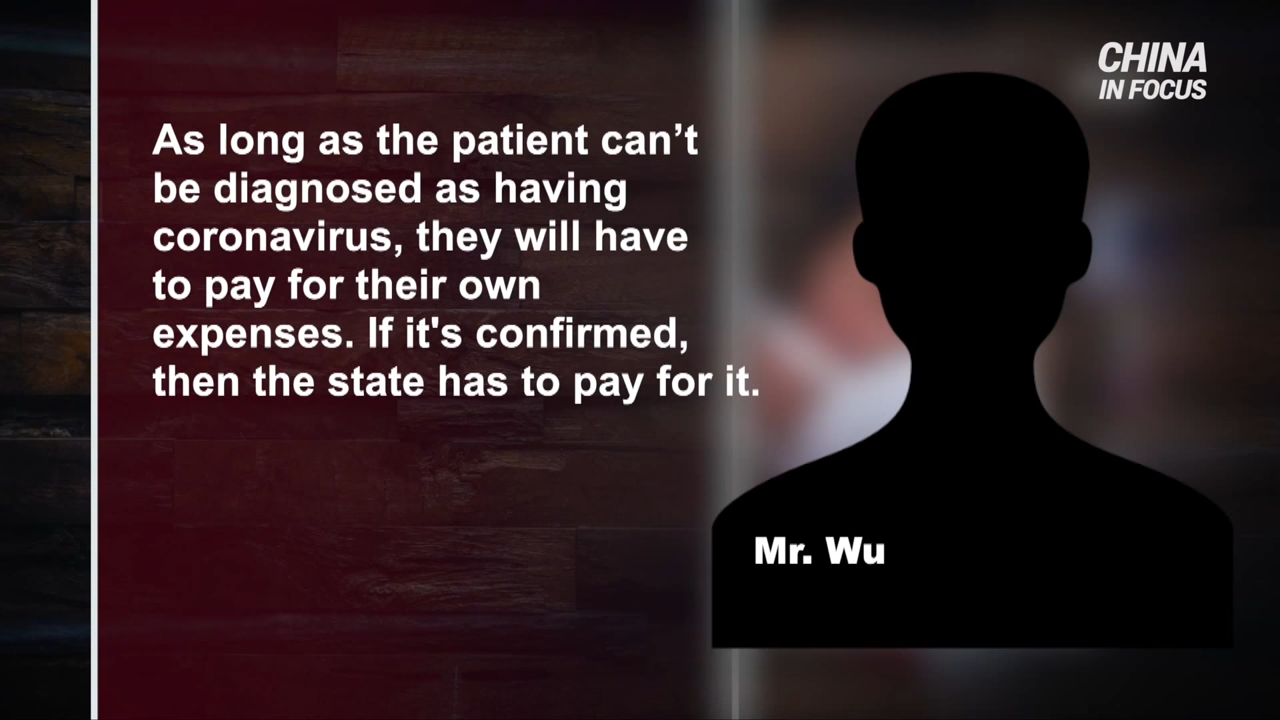 CHINA
IN FOCUS
As long as the patient can’t
be diagnosed as having
coronavirus, they will have
to pay for their own
expenses. If it's confirmed,
then the state has to pay for it.
Mr. Wu